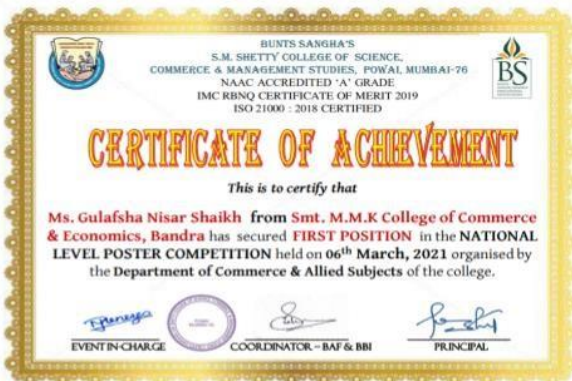 BUNTS SANGHA'S
S.M. SHETTY COLLEGE OF SCIENCE,
COMMERCE & MANAGEMENT STUDIES, POWAI, MUMBAI-76
NAAC ACCREDITED 'A' GRADE
IMC RBNQ CERTIFICATE OF MERIT 2019
ISO 21000 : 2018 CERTIFIED
BS
CERTIFICATE OF ACHIEVEMENT
This is to certify that
Ms. Gulafsha Nisar Shaikh from Smt. M.M.K College of Commerce
& Economics, Bandra has secured FIRST POSITION in the NATIONAL
LEVEL POSTER COMPETITION held on 06th March, 2021 organised by
the Department of Commerce & Allied Subjects of the college.
EVENT IN-CHARGE
COORDINATOR – BAF & BBI
PRINCIPAL